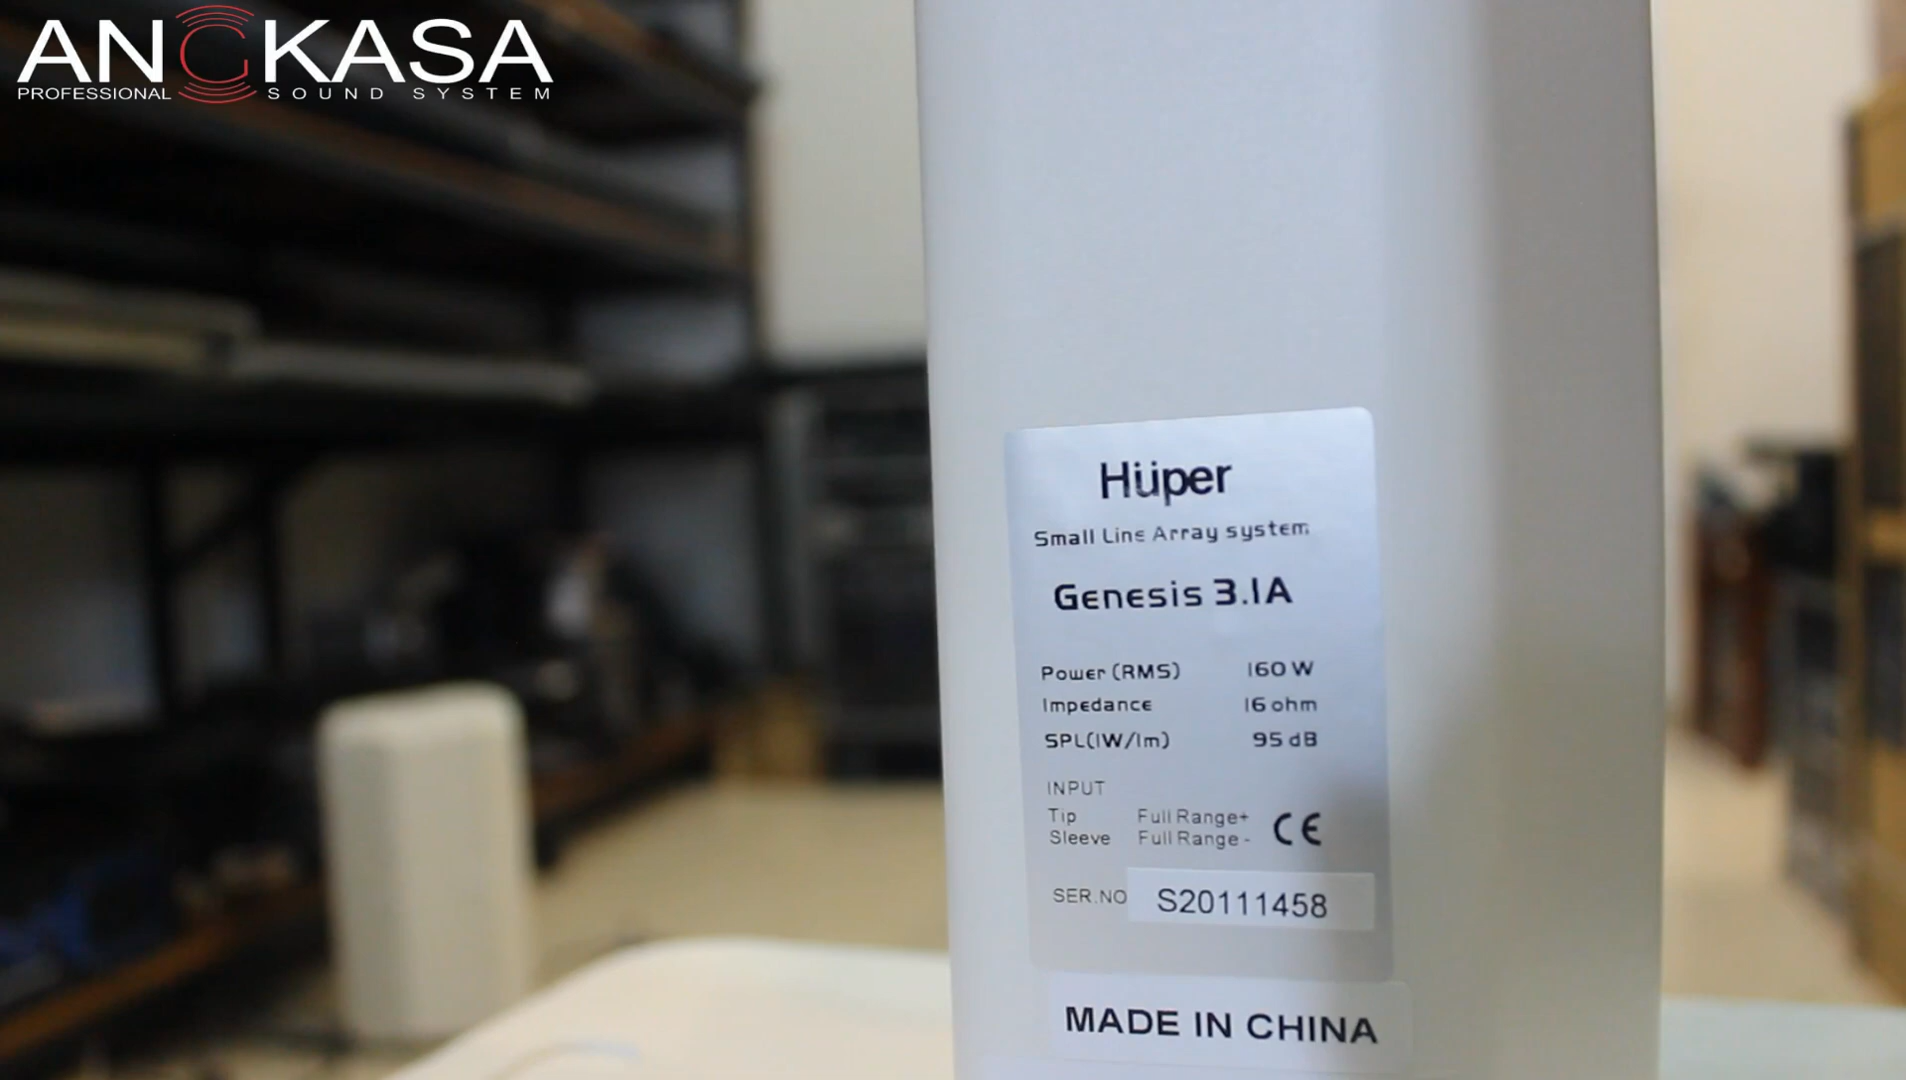 ANGKASA
PROFESSIONAL SOUND SYSTEM
Hüper
Small Line Array system
Genesis 3.1A
Power (RMS) 160 W
Impedance 16 ohm
SPL(1W/1m) 95 dB
INPUT
Tip Full Range+
Sleeve Full Range -
CE
SER.NO S20111458
MADE IN CHINA